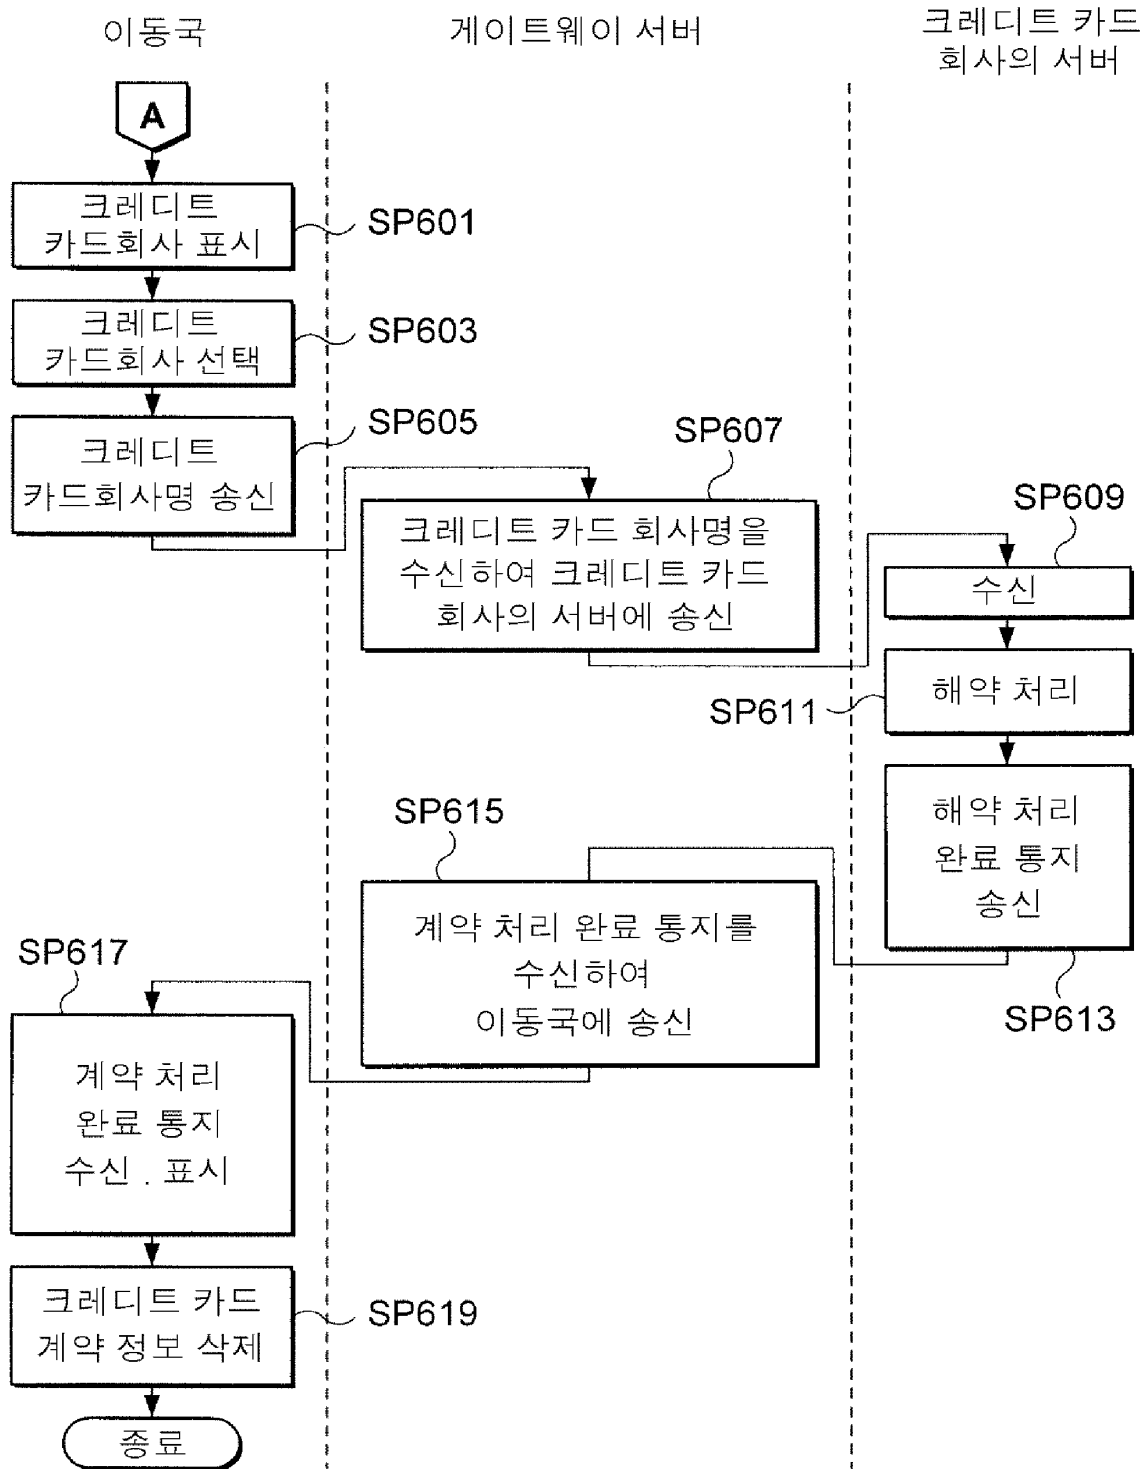 이동국
게이트웨이 서버
크레디트 카드
회사의 서버
A
크레디트
카드회사 표시
SP601
크레디트
카드회사 선택
SP603
크레디트
카드회사명 송신
SP605
SP607
크레디트 카드 회사명을
수신하여 크레디트 카드
회사의 서버에 송신
SP609
수신
해약 처리
SP611
해약 처리
완료 통지
송신
SP613
SP615
계약 처리 완료 통지를
수신하여
이동국에 송신
SP617
계약 처리
완료 통지
수신 . 표시
크레디트 카드
계약 정보 삭제
SP619
종료